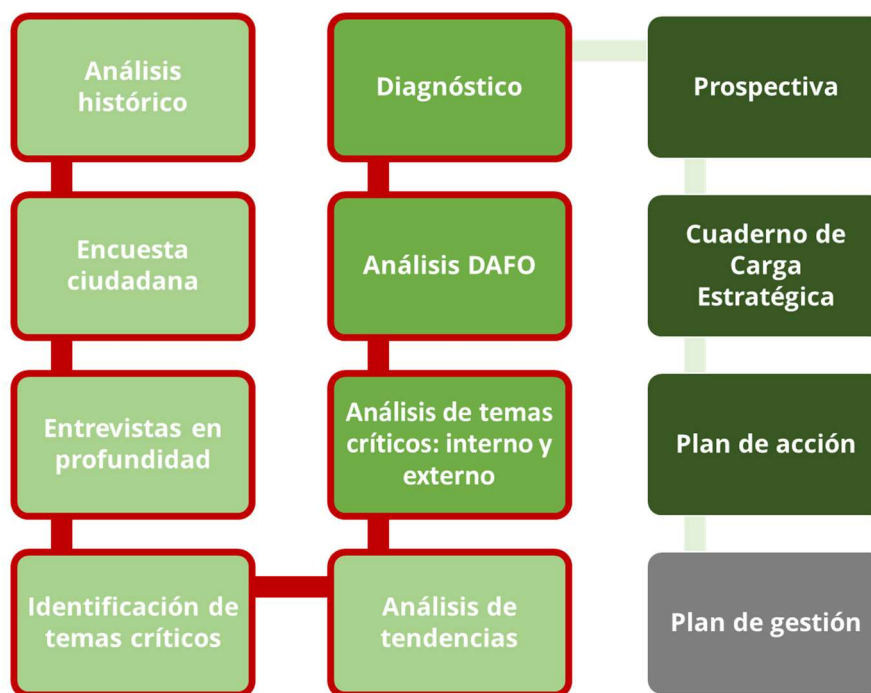 Análisis
histórico
Encuesta
ciudadana
Entrevistas en
profundidad
Identificación de
temas críticos
Análisis de
tendencias
Análisis de temas
críticos: interno y
externo
Análisis DAFO
Diagnóstico
Prospectiva
Cuaderno de
Carga
Estratégica
Plan de acción
Plan de gestión